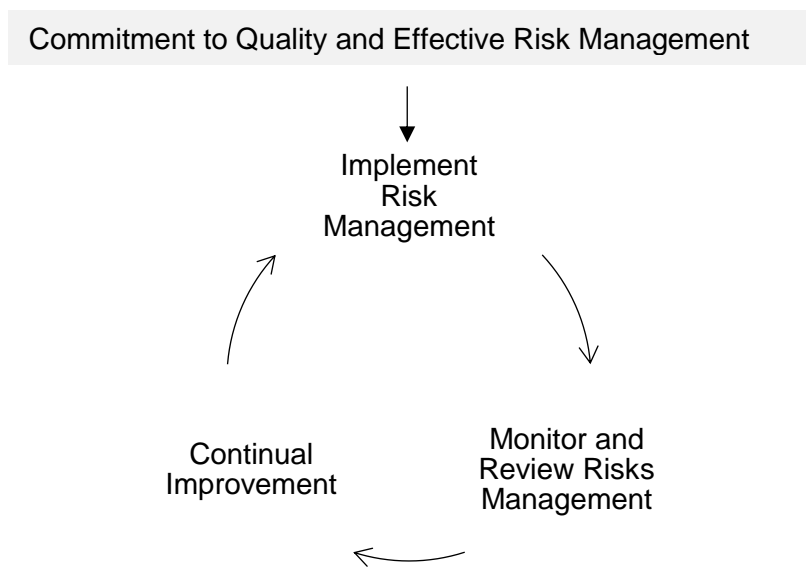 Commitment to Quality and Effective Risk Management
Implement
Risk
Management
Continual
Improvement
Monitor and
Review Risks
Management